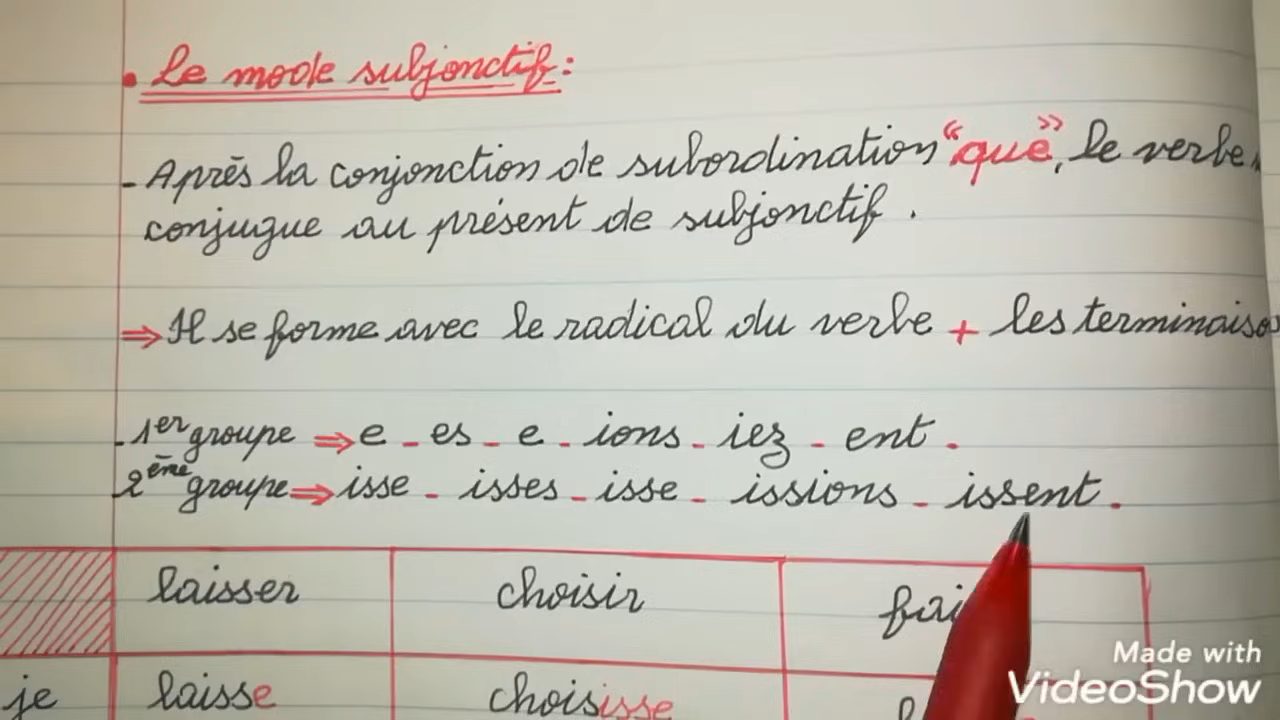 • Le mode subjonctif :
- Après la conjonction de subordination "que", le verbe
conjugue au présent de subjonctif .
⇒ Il se forme avec le radical du verbe + les terminaiso
- 1er groupe ⇒ e - es - e - ions - iez - ent .
2ème groupe ⇒ isse - isses - isse - issions - issent .
laisser choisir fai
je laisse choisisse
Made with
VideoShow